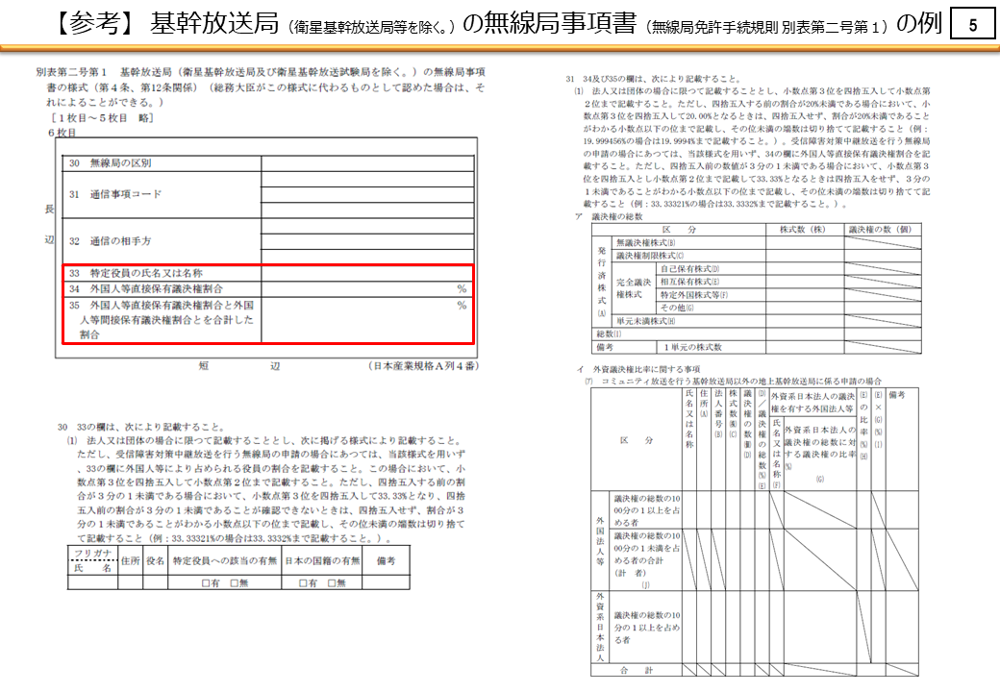 【参考】 基幹放送局（衛星基幹放送局等を除く。）の無線局事項書（無線局免許手続規則 別表第二号第１）の例
5
別表第二号第１　基幹放送局（衛星基幹放送局及び衛星基幹放送試験局を除く。）の無線局事項
書の様式（第４条、第12条関係）（総務大臣がこの様式に代わるものとして認めた場合は、そ
れによることができる。）
［１枚目～５枚目　略］
６枚目
長
辺
30　無線局の区別
31　通信事項コード
32　通信の相手方
33　特定役員の氏名又は名称
34　外国人等直接保有議決権割合　％
35　外国人等直接保有議決権割合と外国　％
人等間接保有議決権割合とを合計した
割合
短　　　　辺　　　　（日本産業規格Ａ列４番）
30　33の欄は、次により記載すること。
⑴　法人又は団体の場合に限つて記載することとし、次に掲げる様式により記載すること。
ただし、受信障害対策中継放送を行う無線局の申請の場合にあつては、当該様式を用いず
、33の欄に外国人等により占められる役員の割合を記載すること。この場合において、小
数点第３位を四捨五入して小数点第２位まで記載すること。ただし、四捨五入する前の割
合が３分の１未満である場合において、小数点第３位を四捨五入して33.33%となり、四捨
五入前の割合が３分の１未満であることが確認できないときは、四捨五入せず、割合が３
分の１未満であることがわかる小数点以下の位まで記載し、その位未満の端数は切り捨て
て記載すること（例：33.33321%の場合は33.3332%まで記載すること。）。
フリガナ
氏　　名
住所
役名
特定役員への該当の有無
日本の国籍の有無
備考
□有　□無
□有　□無
31　34及び35の欄は、次により記載すること。
⑴　法人又は団体の場合に限つて記載することとし、小数点第３位を四捨五入して小数点第
２位まで記載すること。ただし、四捨五入する前の割合が20%未満である場合において、小
数点第３位を四捨五入して20.00%となるときは、四捨五入せず、割合が20%未満であること
がわかる小数点以下の位まで記載し、その位未満の端数は切り捨てて記載すること（例：
19.999456%の場合は19.9994%まで記載すること。）。受信障害対策中継放送を行う無線局
の申請の場合にあつては、当該様式を用いず、34の欄に外国人等直接保有議決権割合を記
載すること。ただし、四捨五入前の数値が３分の１未満である場合において、小数点第３
位を四捨五入とし小数点第２位まで記載して33.33%となるときは四捨五入をせず、３分の
１未満であることがわかる小数点以下の位まで記載し、その位未満の端数は切り捨てて記
載すること（例：33.33321%の場合は33.3332%まで記載すること。）。
ア　議決権の総数
区　　分
株式数（株）
議決権の数（個）
発行済株式(A)
無議決権株式(B)
議決権制限株式(C)
完全議決
権株式
自己保有株式(D)
相互保有株式(E)
特定外国株式等(F)
その他(G)
単元未満株式(H)
総数(I)
備考
１単元の株式数
イ　外資議決権比率に関する事項
(ｱ)　コミュニティ放送を行う基幹放送局以外の地上基幹放送局に係る申請の場合
区　　分
氏名又は名称
住所(A)
法人番号(B)
株式数(株)(C)
議決権の数(個)(D)
(D)／議決権の総数(%)(E)
外資系日本法人の議決
権を有する外国法人等
氏名又は名称(F)
外資系日本法人の
議決権の総数に対
する議決権の比率
(%)
(G)
(E)の比率(%)(H)
(E)×(G)(%)(I)
備考
外国法人等
議決権の総数の10
00分の１以上を占
める者
議決権の総数の10
00分の１未満を占
める者の合計
（計　者）
(J)
外資系日本法人
議決権の総数の10
分の１以上を占め
る者
合　計